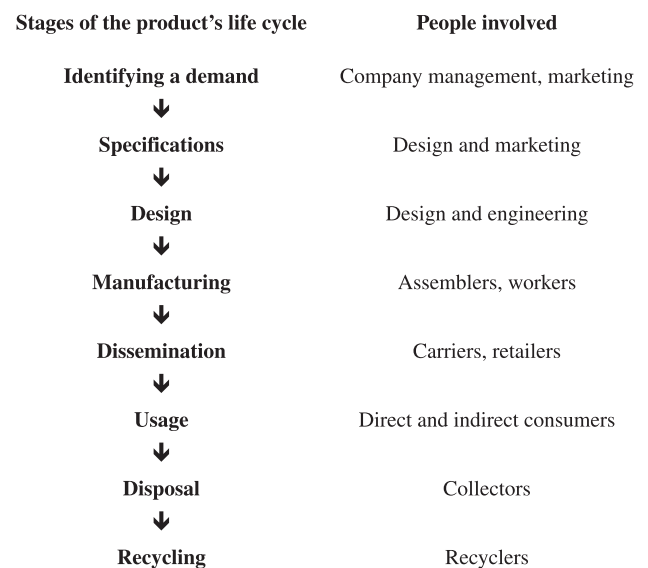 Stages of the product's life cycle People involved
Identifying a demand Company management, marketing
Specifications Design and marketing
Design Design and engineering
Manufacturing Assemblers, workers
Dissemination Carriers, retailers
Usage Direct and indirect consumers
Disposal Collectors
Recycling Recyclers